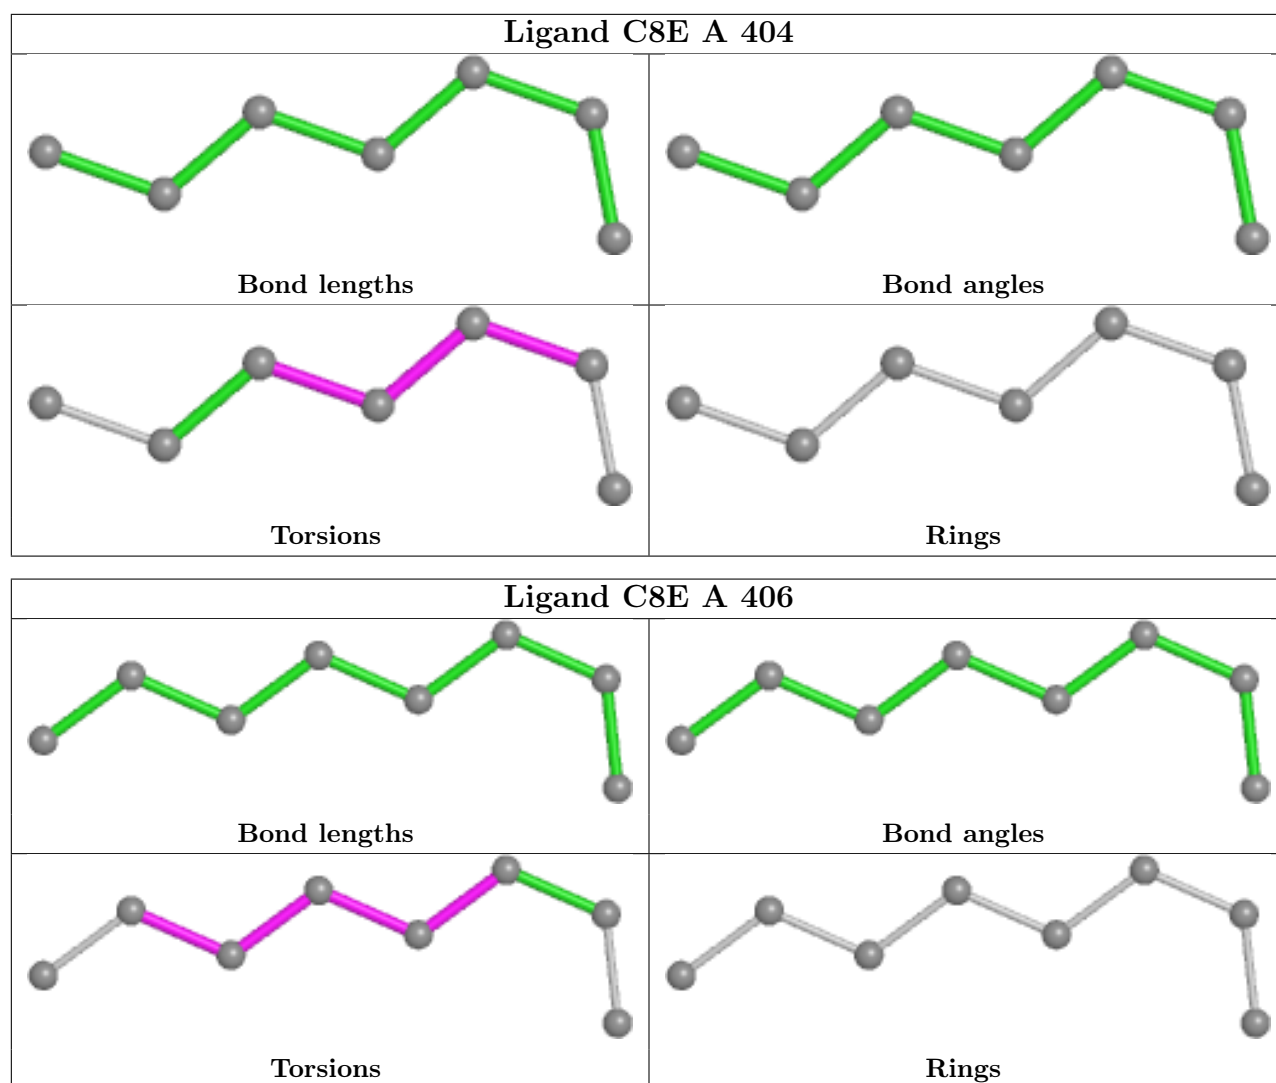 Ligand C8E A 404
Bond lengths
Bond angles
Torsions
Rings
Ligand C8E A 406
Bond lengths
Bond angles
Torsions
Rings